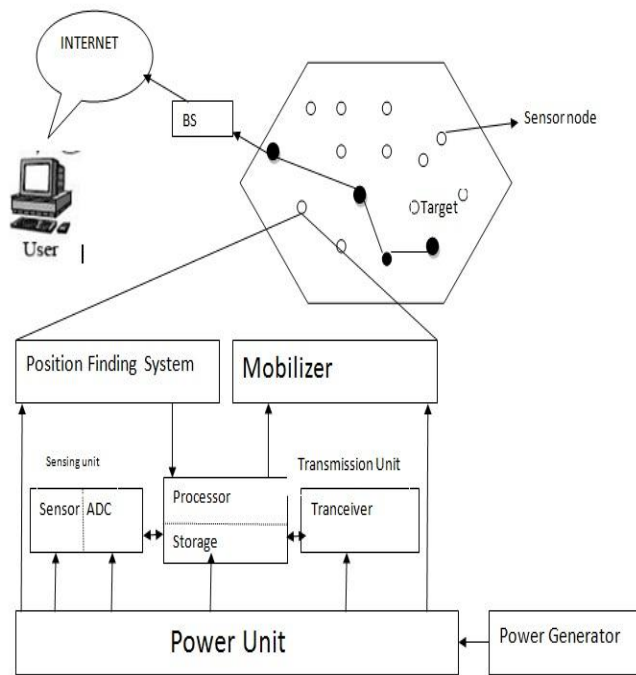 INTERNET
BS
Sensor node
Target
User
Position Finding System
Mobilizer
Sensing unit
Transmission Unit
Sensor ADC
Processor
Storage
Tranceiver
Power Unit
Power Generator